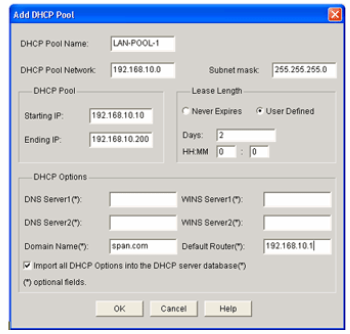 Add DHCP Pool
DHCP Pool Name: LAN-POOL-1
DHCP Pool Network: 192.168.10.0 Subnet mask: 255.255.255.0
DHCP Pool
Starting IP: 192.168.10.10
Ending IP: 192.168.10.200
Lease Length
Never Expires User Defined
Days: 2
HH:MM 0 : 0
DHCP Options
DNS Server1(*): WINS Server1(*):
DNS Server2(*): WINS Server2(*):
Domain Name(*): span.com Default Router(*): 192.168.10.1
Import all DHCP Options into the DHCP server database(*)
(*) optional fields.
OK Cancel Help